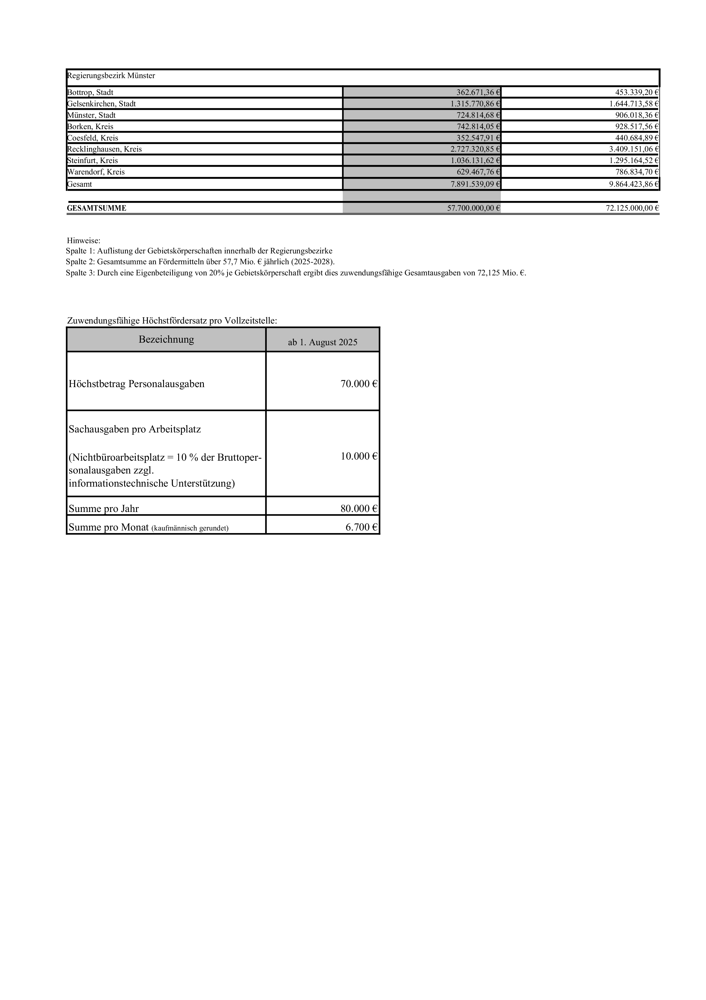 Regierungsbezirk Münster
Bottrop, Stadt 362.671,36 € 453.339,20 €
Gelsenkirchen, Stadt 1.315.770,86 € 1.644.713,58 €
Münster, Stadt 724.814,68 € 906.018,36 €
Borken, Kreis 742.814,05 € 928.517,56 €
Coesfeld, Kreis 352.547,91 € 440.684,89 €
Recklinghausen, Kreis 2.727.320,85 € 3.409.151,06 €
Steinfurt, Kreis 1.036.131,62 € 1.295.164,52 €
Warendorf, Kreis 629.467,76 € 786.834,70 €
Gesamt 7.891.539,09 € 9.864.423,86 €
GESAMTSUMME 57.700.000,00 € 72.125.000,00 €
Hinweise:
Spalte 1: Auflistung der Gebietskörperschaften innerhalb der Regierungsbezirke
Spalte 2: Gesamtsumme an Fördermitteln über 57,7 Mio. € jährlich (2025-2028).
Spalte 3: Durch eine Eigenbeteiligung von 20% je Gebietskörperschaft ergibt dies zuwendungsfähige Gesamtausgaben von 72,125 Mio. €.
Zuwendungsfähige Höchstfördersatz pro Vollzeitstelle:
Bezeichnung ab 1. August 2025
Höchstbetrag Personalausgaben 70.000 €
Sachausgaben pro Arbeitsplatz
(Nichtbüroarbeitsplatz = 10 % der Bruttoper- 10.000 €
sonalausgaben zzgl.
informationstechnische Unterstützung)
Summe pro Jahr 80.000 €
Summe pro Monat (kaufmännisch gerundet) 6.700 €